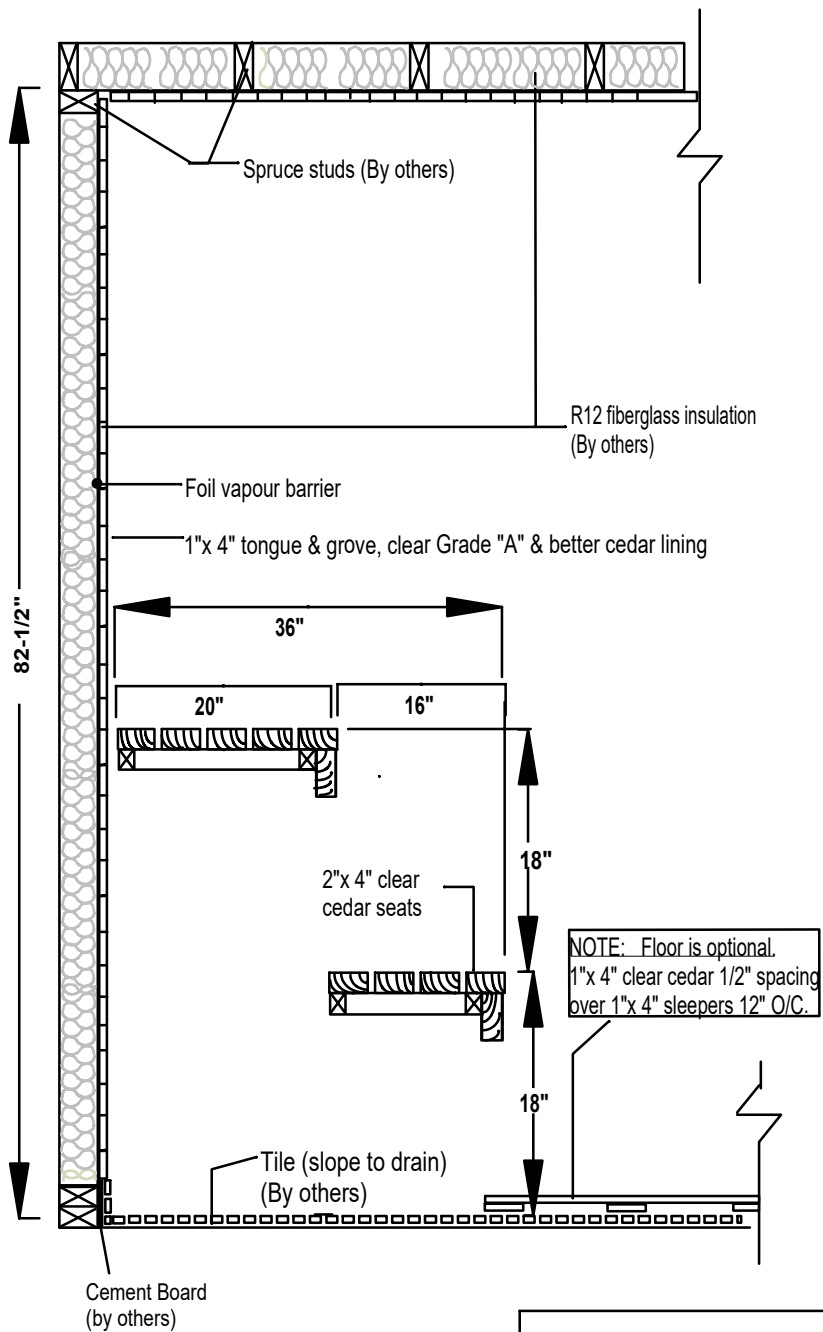 Spruce studs (By others)
R12 fiberglass insulation
(By others)
Foil vapour barrier
1"x 4" tongue & grove, clear Grade "A" & better cedar lining
82-1/2"
36"
20"
16"
18"
2"x 4" clear
cedar seats
NOTE: Floor is optional.
1"x 4" clear cedar 1/2" spacing
over 1"x 4" sleepers 12" O/C.
18"
Tile (slope to drain)
(By others)
Cement Board
(by others)